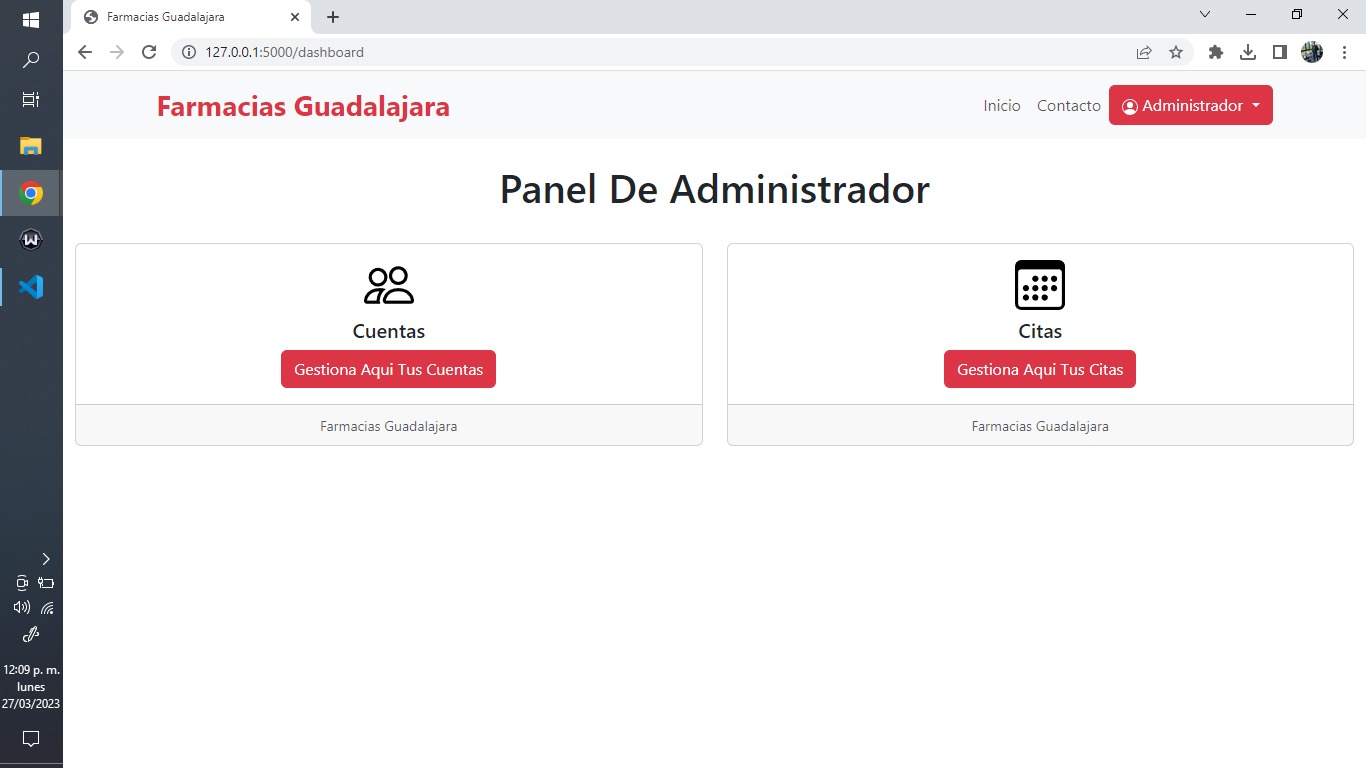 Farmacias Guadalajara
127.0.0.1:5000/dashboard
Farmacias Guadalajara
Inicio
Contacto
Administrador
Panel De Administrador
Cuentas
Gestiona Aqui Tus Cuentas
Farmacias Guadalajara
Citas
Gestiona Aqui Tus Citas
Farmacias Guadalajara
12:09 p. m.
lunes
27/03/2023